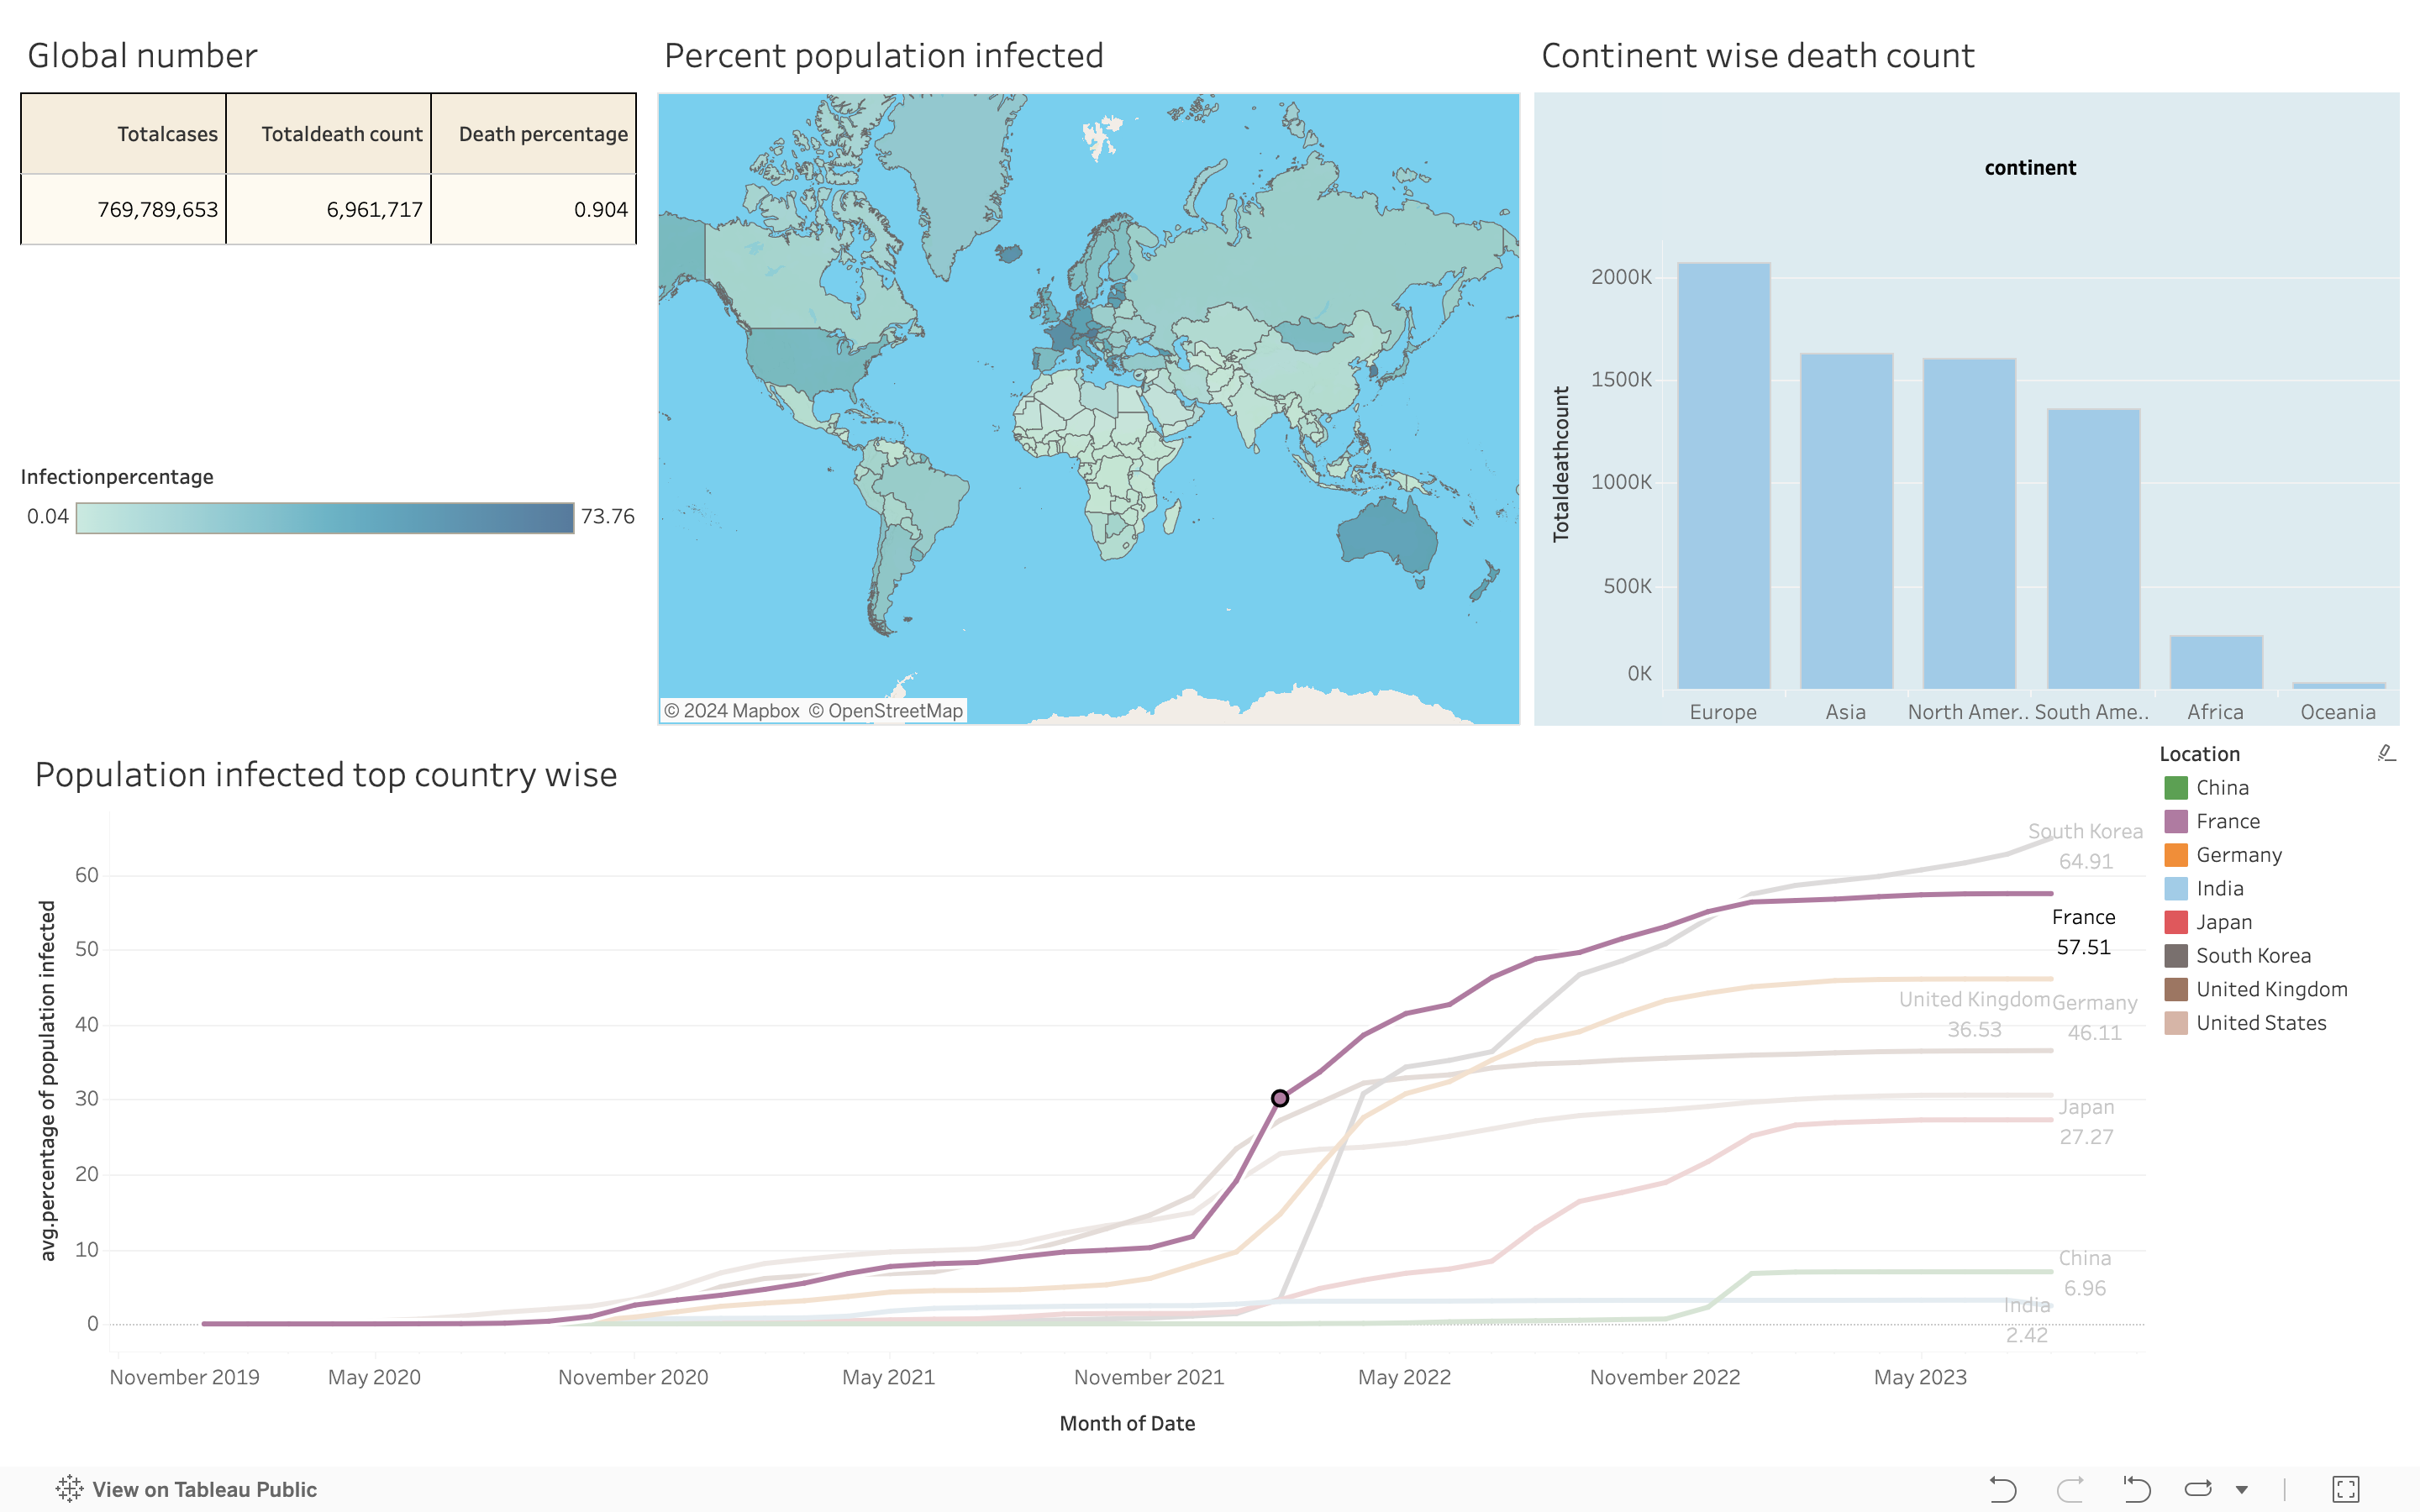 Global number
Totalcases Totaldeath count Death percentage
769,789,653 6,961,717 0.904
Infectionpercentage
0.04 73.76
Percent population infected
© 2024 Mapbox © OpenStreetMap
Continent wise death count
continent
Totaldeathcount
2000K
1500K
1000K
500K
0K
Europe Asia North Amer.. South Ame.. Africa Oceania
Population infected top country wise
avg.percentage of population infected
60
50
40
30
20
10
0
South Korea
64.91
France
57.51
United Kingdom
36.53
Germany
46.11
Japan
27.27
China
6.96
India
2.42
November 2019 May 2020 November 2020 May 2021 November 2021 May 2022 November 2022 May 2023
Month of Date
Location
China
France
Germany
India
Japan
South Korea
United Kingdom
United States
View on Tableau Public